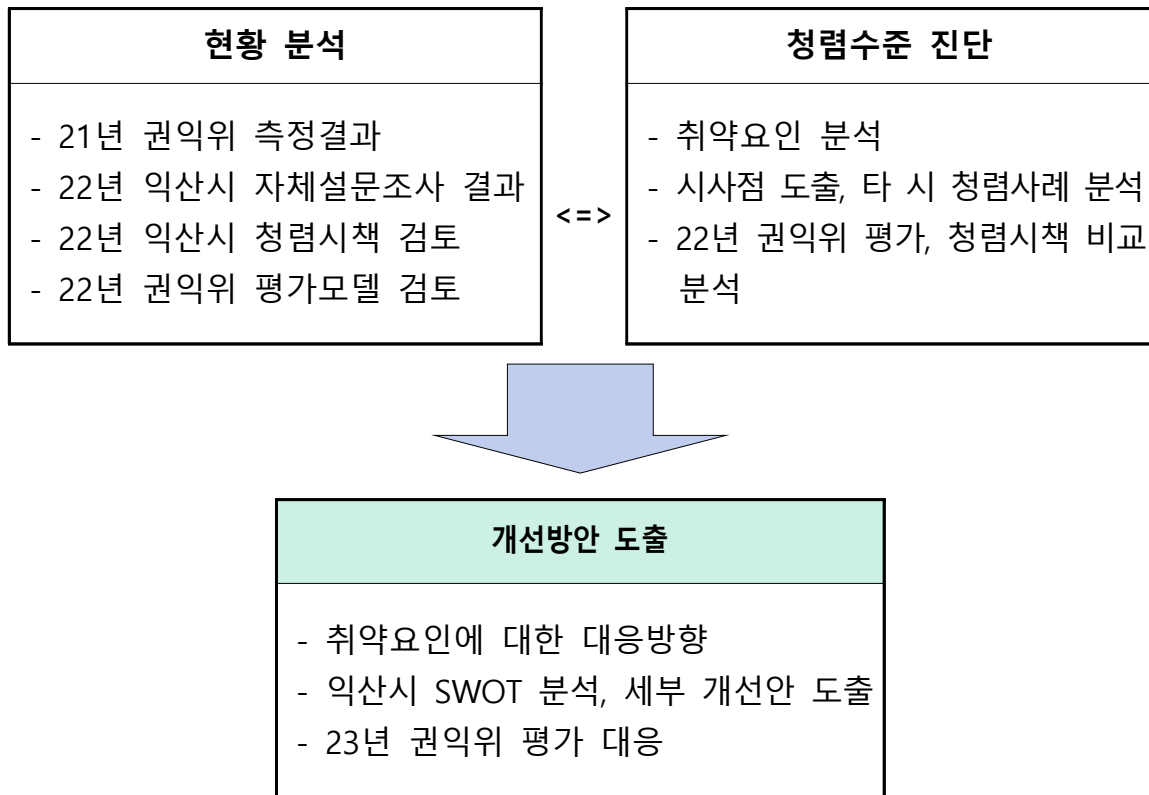 현황 분석
- 21년 권익위 측정결과
- 22년 익산시 자체설문조사 결과
- 22년 익산시 청렴시책 검토
- 22년 권익위 평가모델 검토
<=>
청렴수준 진단
- 취약요인 분석
- 시사점 도출, 타 시 청렴사례 분석
- 22년 권익위 평가, 청렴시책 비교
분석
개선방안 도출
- 취약요인에 대한 대응방향
- 익산시 SWOT 분석, 세부 개선안 도출
- 23년 권익위 평가 대응